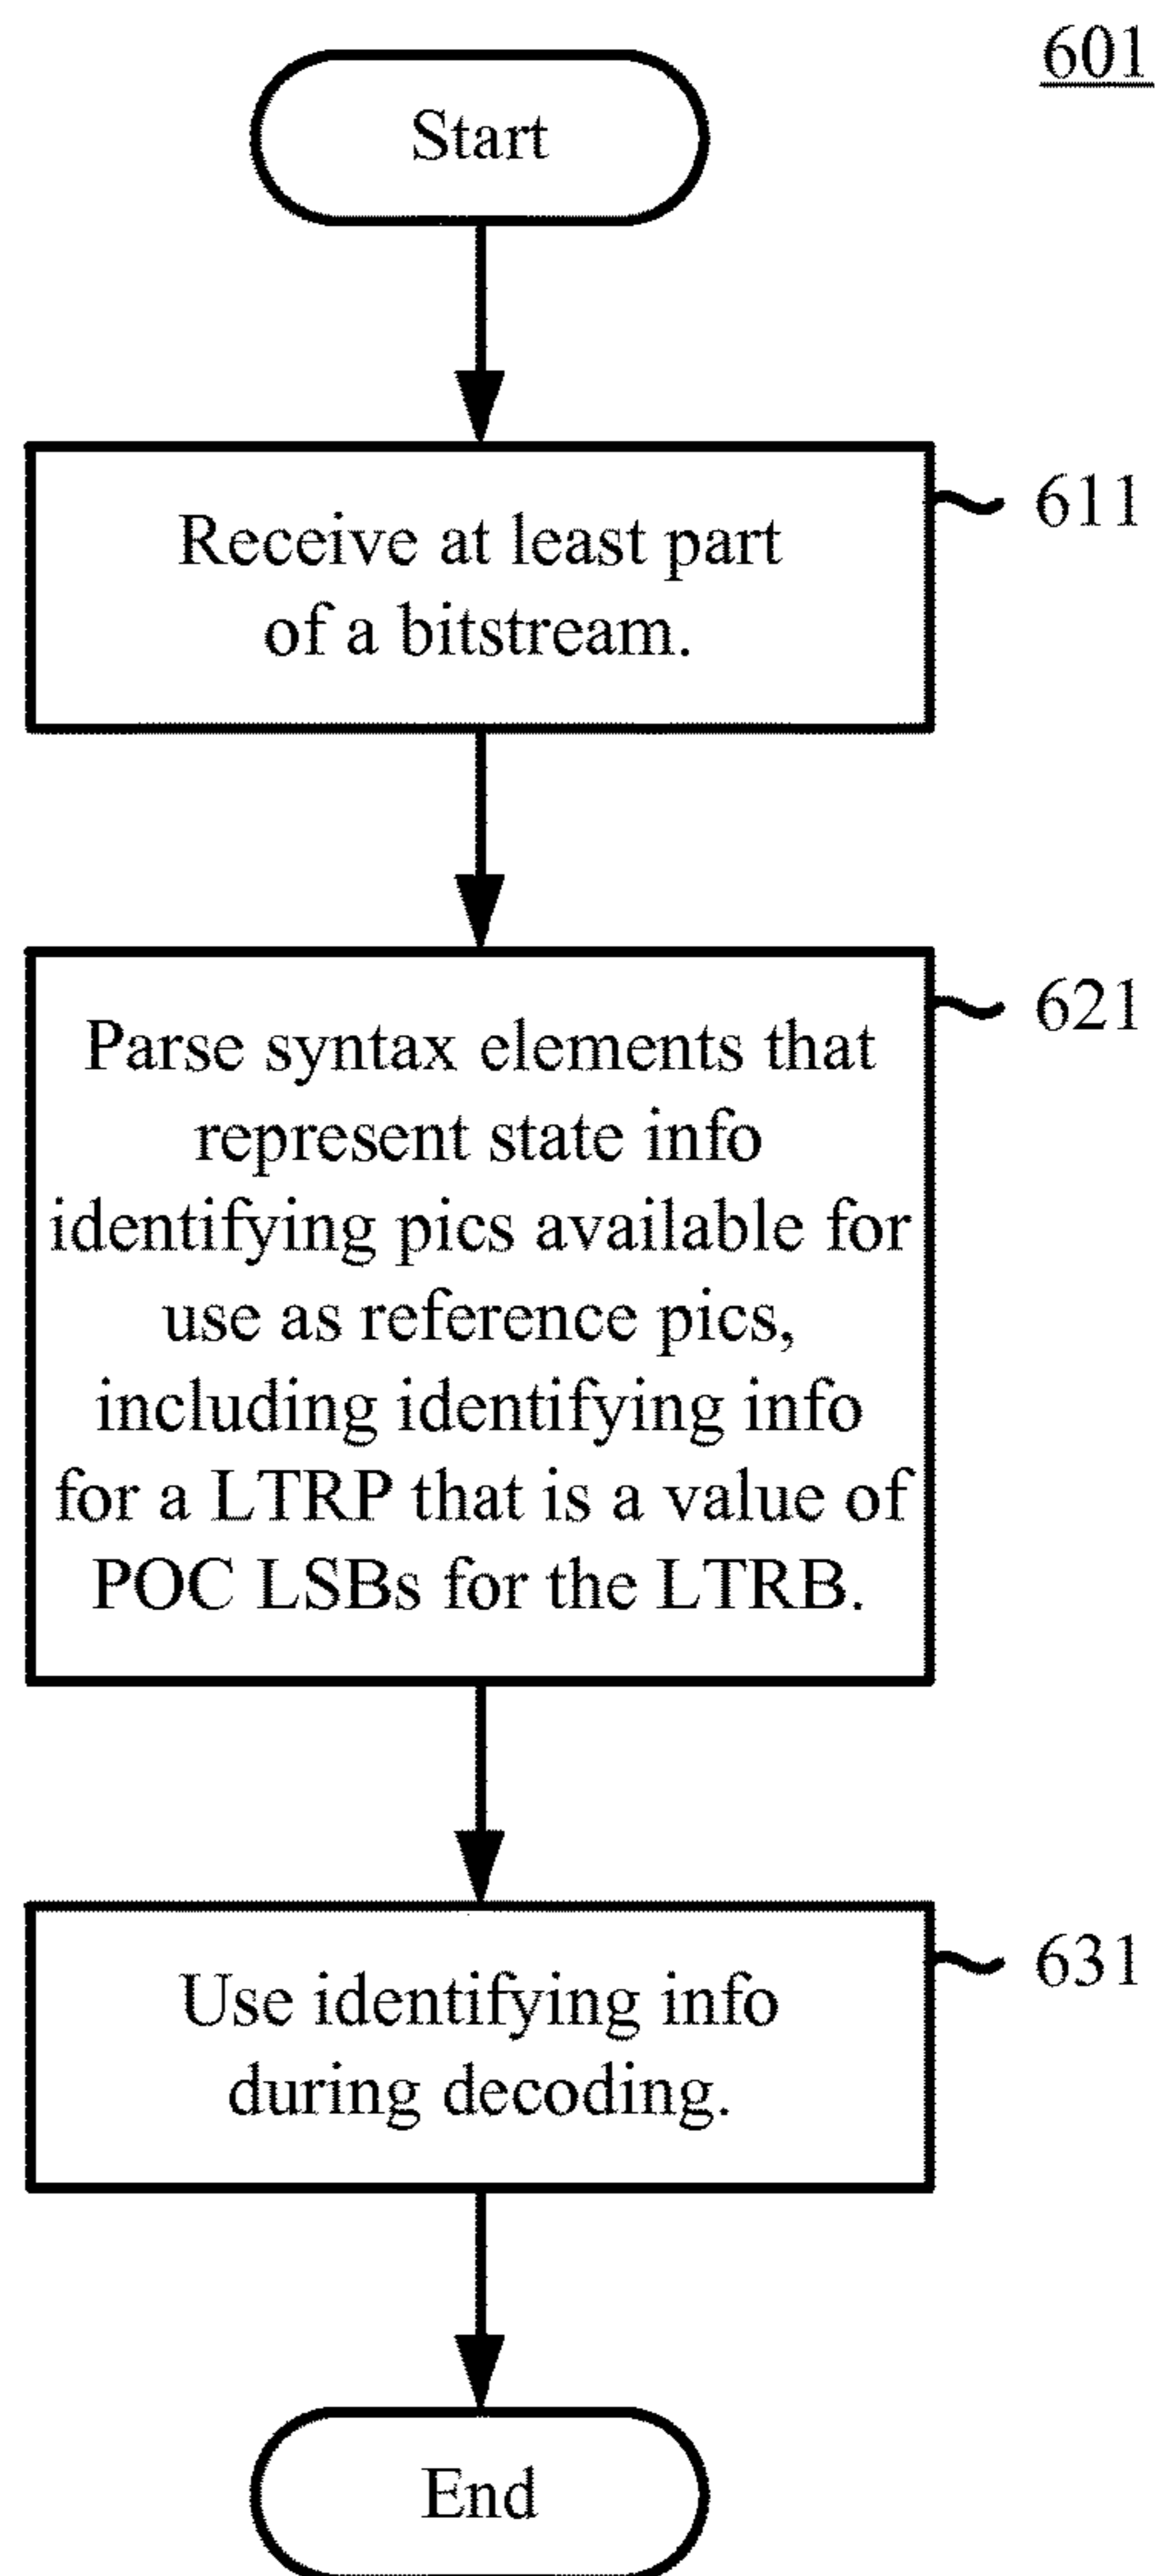 601
Start
Receive at least part
of a bitstream.
611
Parse syntax elements that
represent state info
identifying pics available for
use as reference pics,
including identifying info
for a LTRP that is a value of
POC LSBs for the LTRB.
621
Use identifying info
during decoding.
631
End